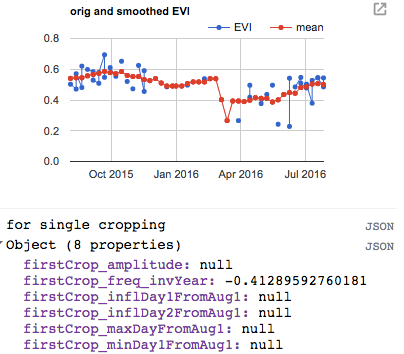 orig and smoothed EVI
EVI mean
0.8
0.6
0.4
0.2
0.0
Oct 2015 Jan 2016 Apr 2016 Jul 2016
for single cropping JSON
Object (8 properties) JSON
firstCrop_amplitude: null
firstCrop_freq_invYear: -0.41289592760181
firstCrop_inflDay1FromAug1: null
firstCrop_inflDay2FromAug1: null
firstCrop_maxDayFromAug1: null
firstCrop_minDay1FromAug1: null